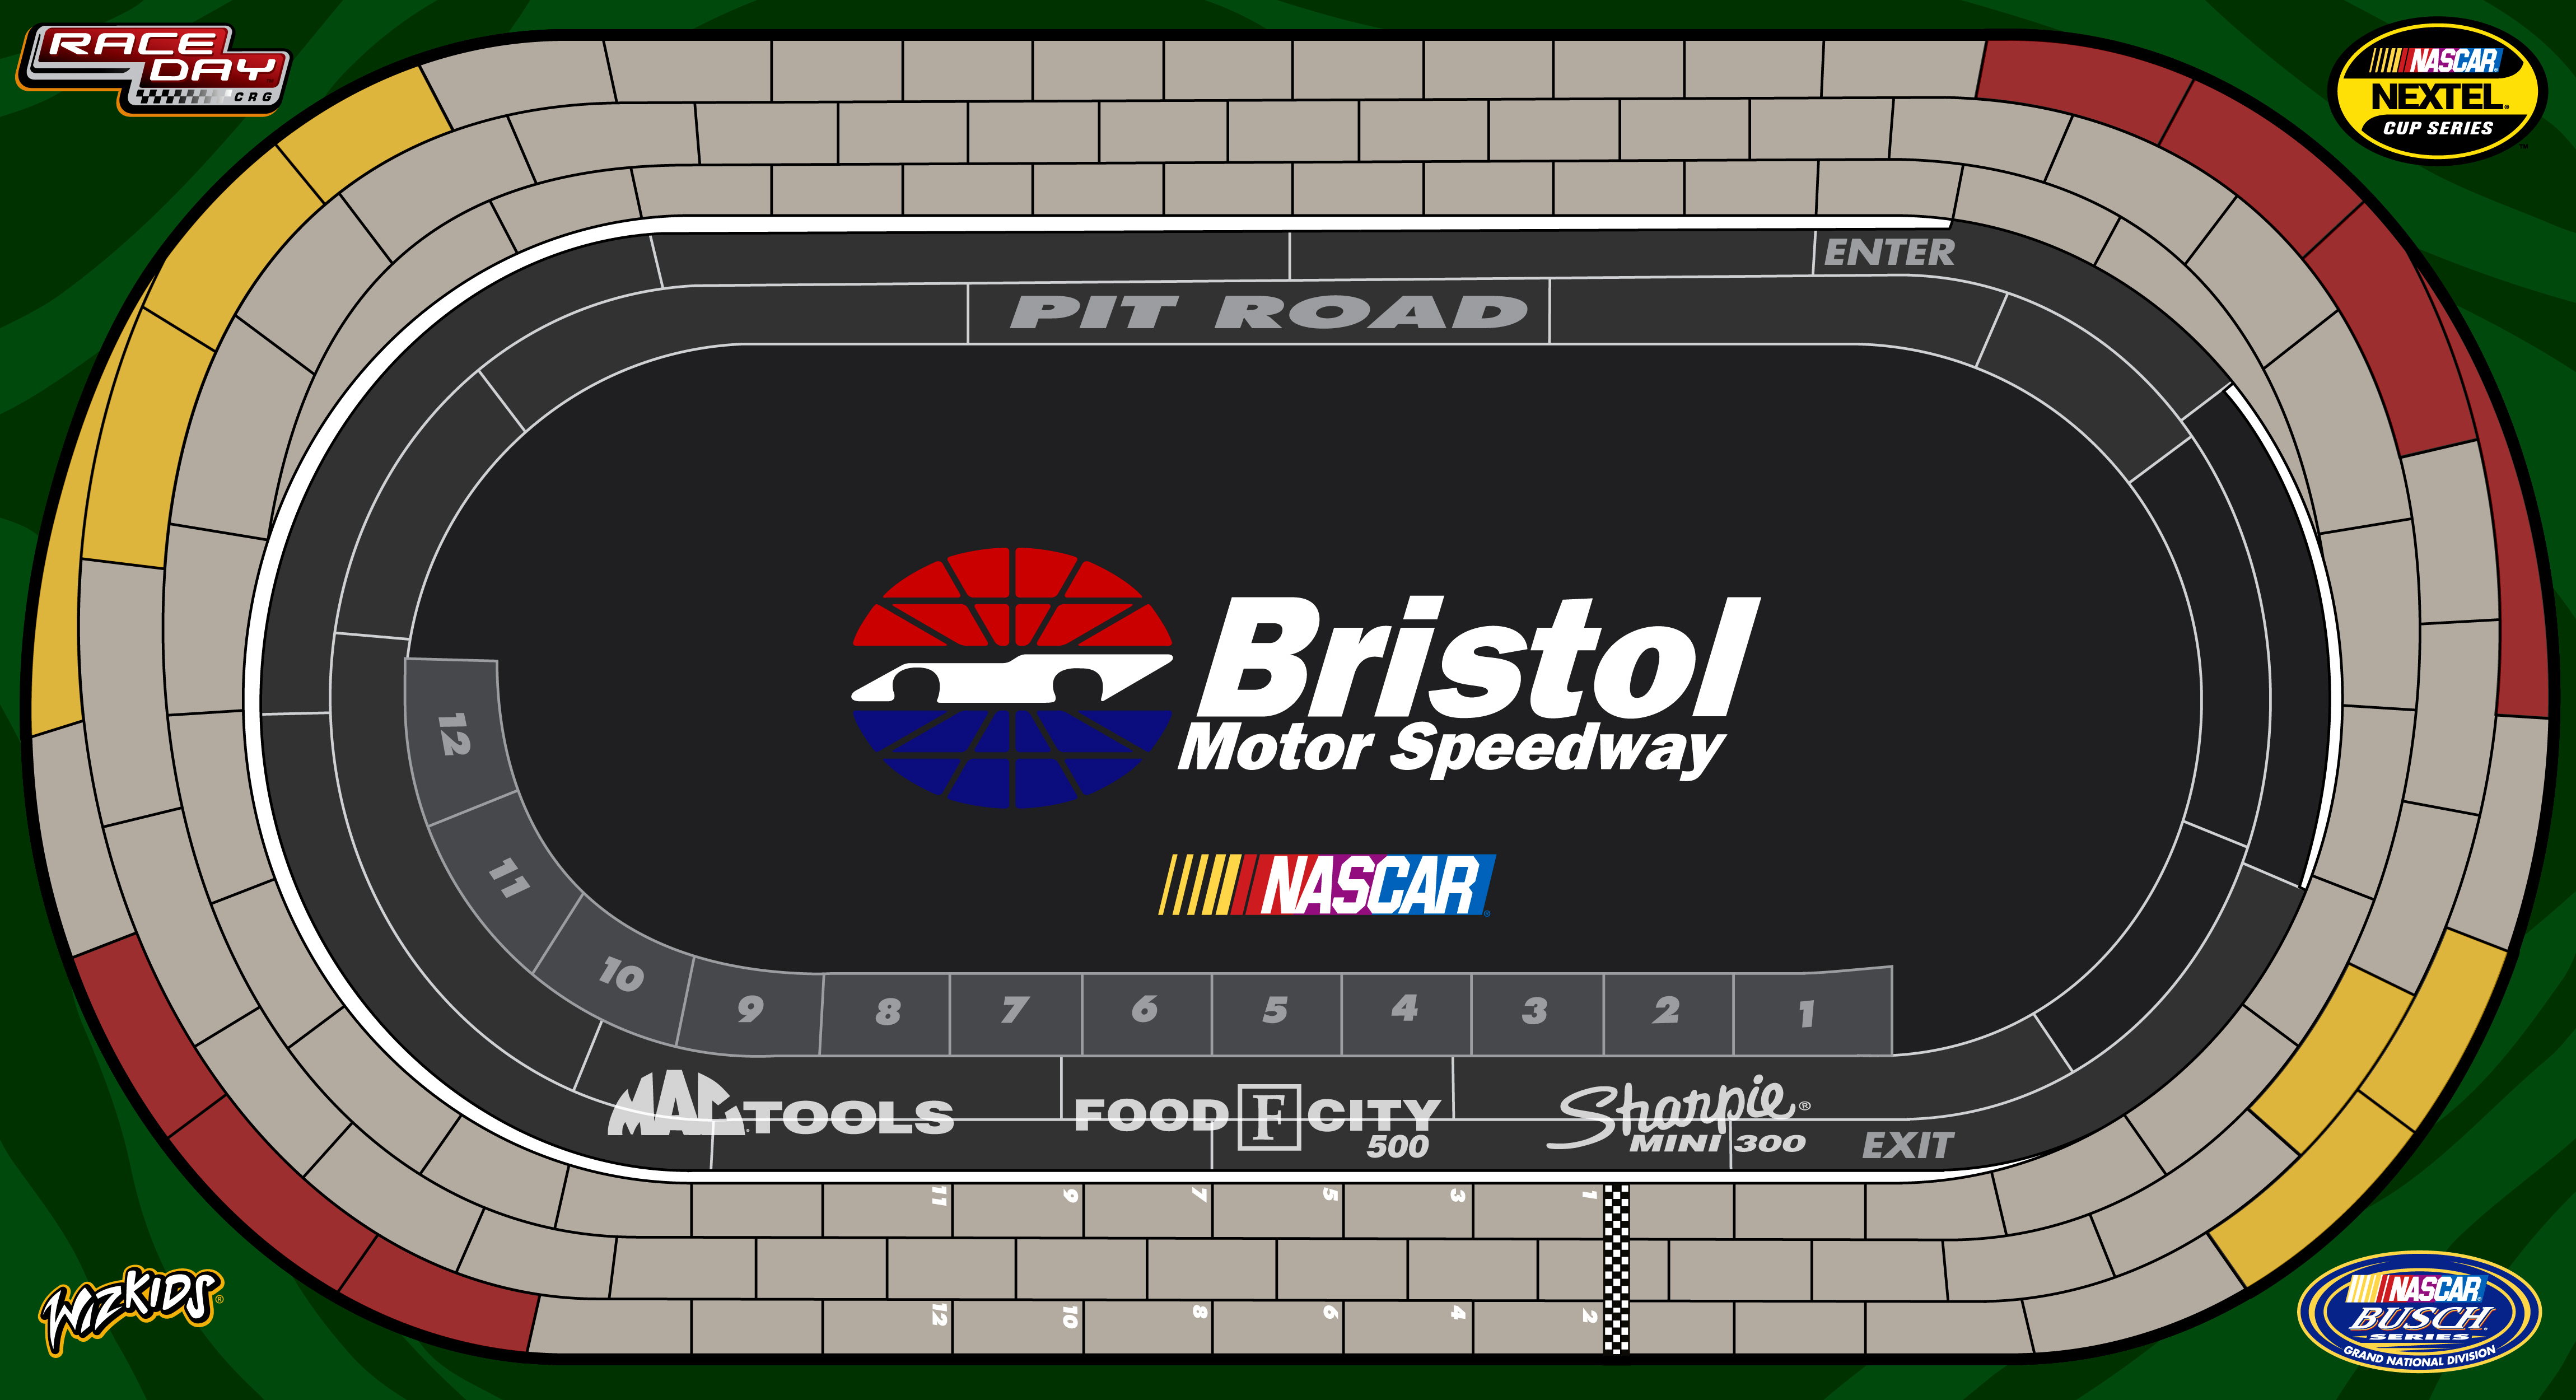 RACE
DAY
CRG
NASCAR
NEXTEL®
CUP SERIES
™
ENTER
PIT ROAD
Bristol
Motor Speedway
NASCAR®
12
11
10
9
8
7
6
5
4
3
2
1
MAC TOOLS
FOOD F CITY
500
Sharpie®
MINI 300
EXIT
11
9
7
5
3
1
12
10
8
6
4
2
WIZKIDS®
NASCAR
BUSCH
SERIES
GRAND NATIONAL DIVISION